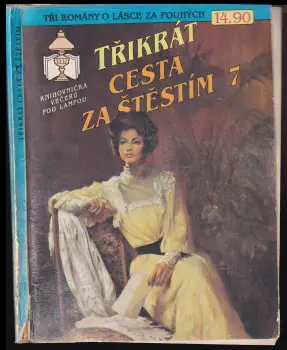 TŘI ROMÁNY O LÁSCE ZA POUHÝCH 14.90
TŘIKRÁT
CESTA
ZA ŠTĚSTÍM 7
KNIHOVNIČKA
VEČERŮ
POD LAMPOU
TŘIKRÁT CESTA ZA ŠTĚSTÍM